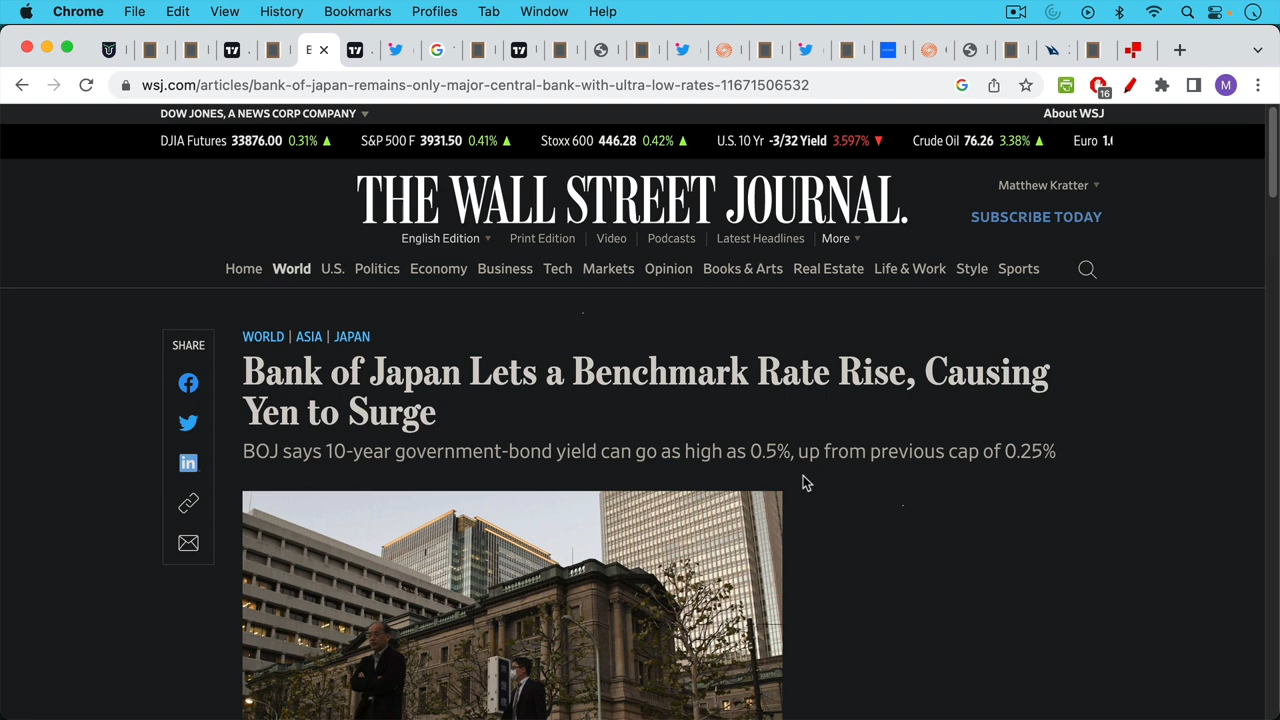 Chrome File Edit View History Bookmarks Profiles Tab Window Help
wsj.com/articles/bank-of-japan-remains-only-major-central-bank-with-ultra-low-rates-11671506532
16
M
DOW JONES, A NEWS CORP COMPANY
About WSJ
DJIA Futures 33876.00 0.31% S&P 500 F 3931.50 0.41% Stoxx 600 446.28 0.42% U.S. 10 Yr -3/32 Yield 3.597% Crude Oil 76.26 3.38% Euro
THE WALL STREET JOURNAL.
Matthew Kratter
SUBSCRIBE TODAY
English Edition Print Edition Video Podcasts Latest Headlines More
Home World U.S. Politics Economy Business Tech Markets Opinion Books & Arts Real Estate Life & Work Style Sports
WORLD | ASIA | JAPAN
SHARE
Bank of Japan Lets a Benchmark Rate Rise, Causing
Yen to Surge
BOJ says 10-year government-bond yield can go as high as 0.5%, up from previous cap of 0.25%